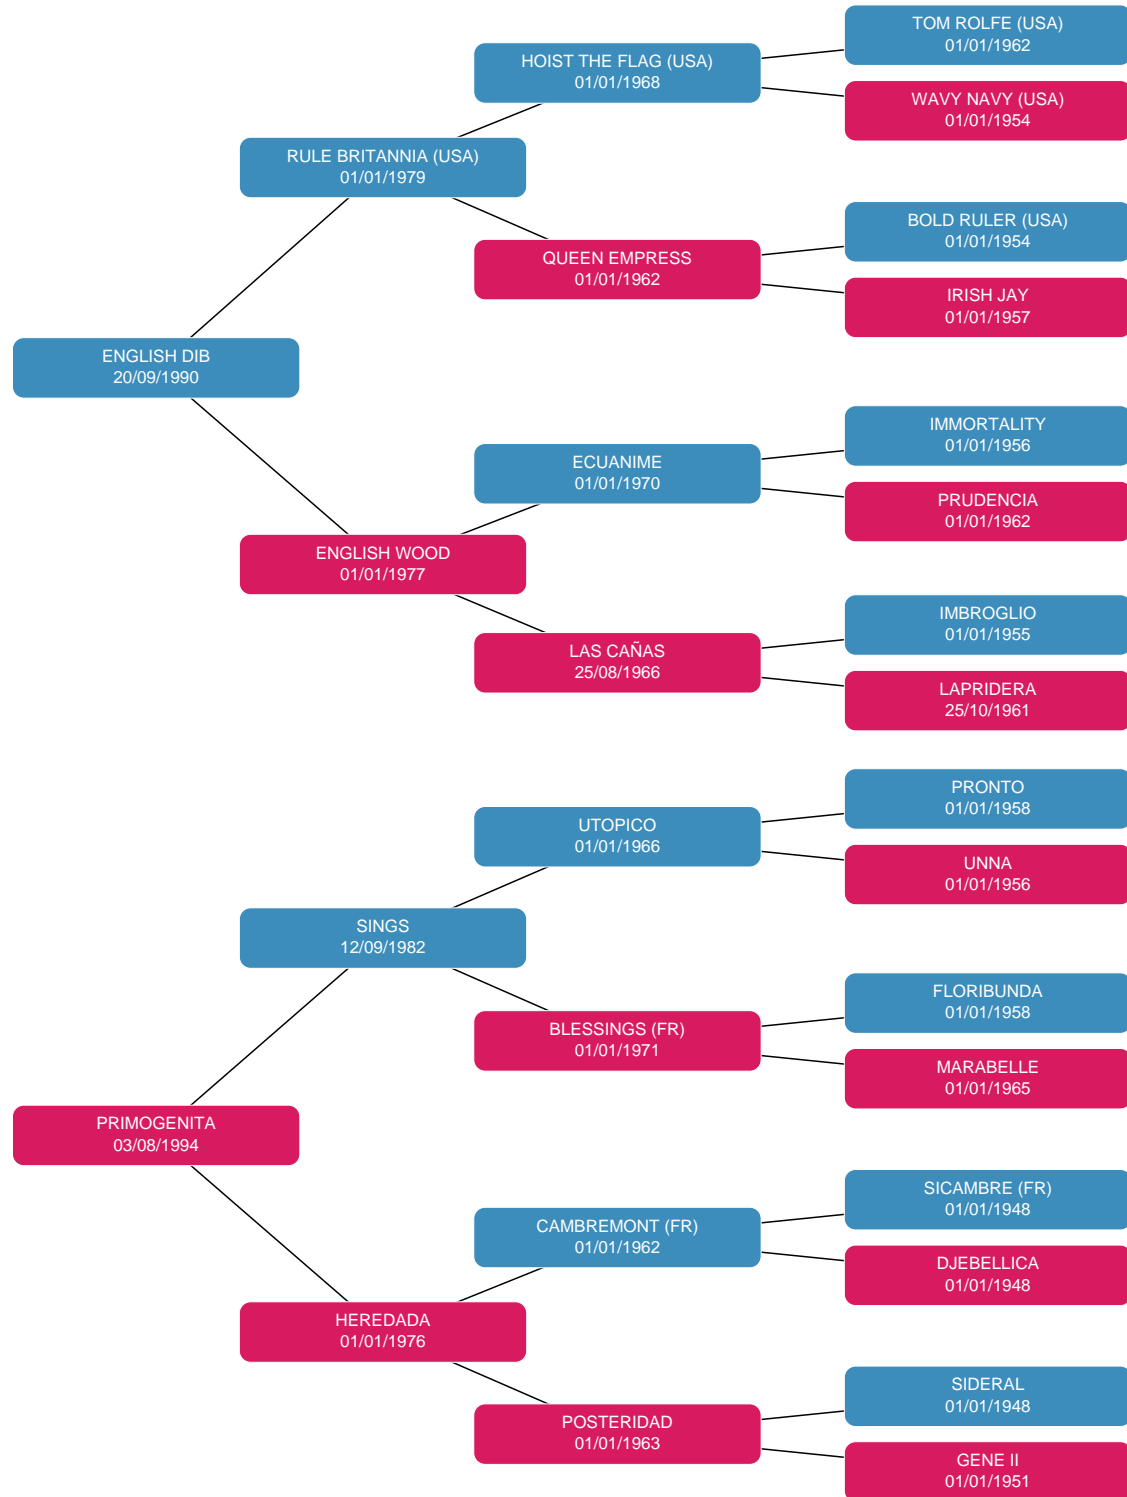 TOM ROLFE (USA)
01/01/1962
HOIST THE FLAG (USA)
01/01/1968
WAVY NAVY (USA)
01/01/1954
RULE BRITANNIA (USA)
01/01/1979
BOLD RULER (USA)
01/01/1954
QUEEN EMPRESS
01/01/1962
IRISH JAY
01/01/1957
ENGLISH DIB
20/09/1990
IMMORTALITY
01/01/1956
ECUANIME
01/01/1970
PRUDENCIA
01/01/1962
ENGLISH WOOD
01/01/1977
IMBROGLIO
01/01/1955
LAS CAÑAS
25/08/1966
LAPRIDERA
25/10/1961
PRONTO
01/01/1958
UTOPICO
01/01/1966
UNNA
01/01/1956
SINGS
12/09/1982
FLORIBUNDA
01/01/1958
BLESSINGS (FR)
01/01/1971
MARABELLE
01/01/1965
PRIMOGENITA
03/08/1994
SICAMBRE (FR)
01/01/1948
CAMBREMONT (FR)
01/01/1962
DJEBELLICA
01/01/1948
HEREDADA
01/01/1976
SIDERAL
01/01/1948
POSTERIDAD
01/01/1963
GENE II
01/01/1951